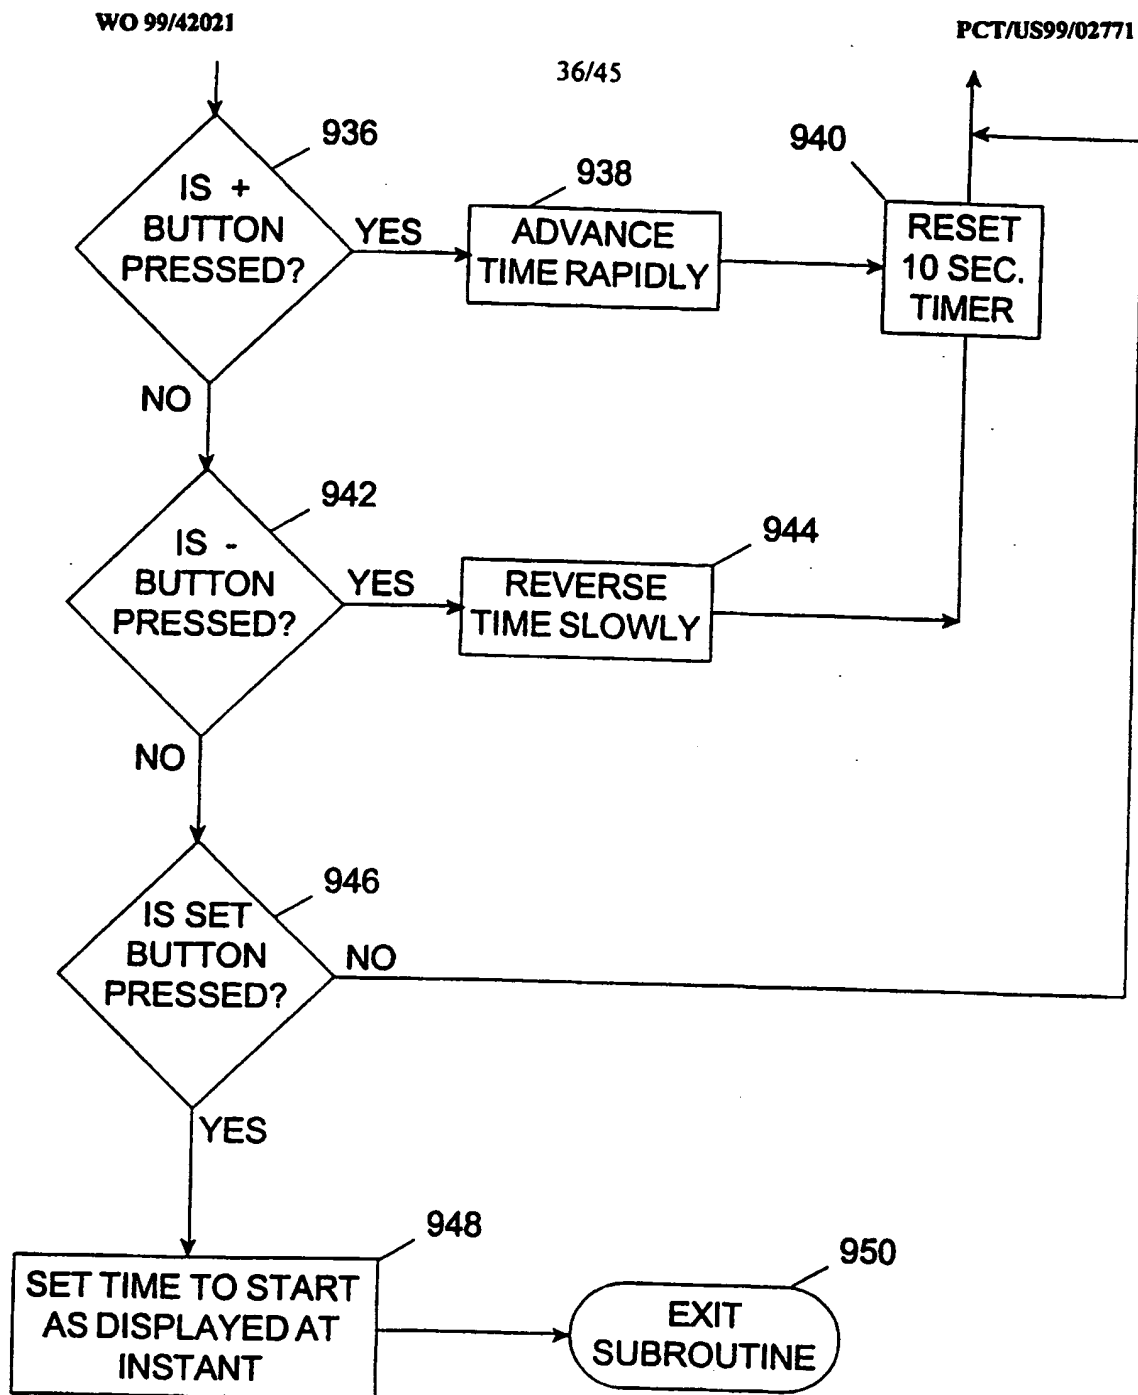 WO 99/42021
PCT/US99/02771
36/45
936
IS +
BUTTON
PRESSED?
YES
938
ADVANCE
TIME RAPIDLY
940
RESET
10 SEC.
TIMER
NO
942
IS -
BUTTON
PRESSED?
YES
944
REVERSE
TIME SLOWLY
NO
946
IS SET
BUTTON
PRESSED?
NO
YES
948
SET TIME TO START
AS DISPLAYED AT
INSTANT
950
EXIT
SUBROUTINE